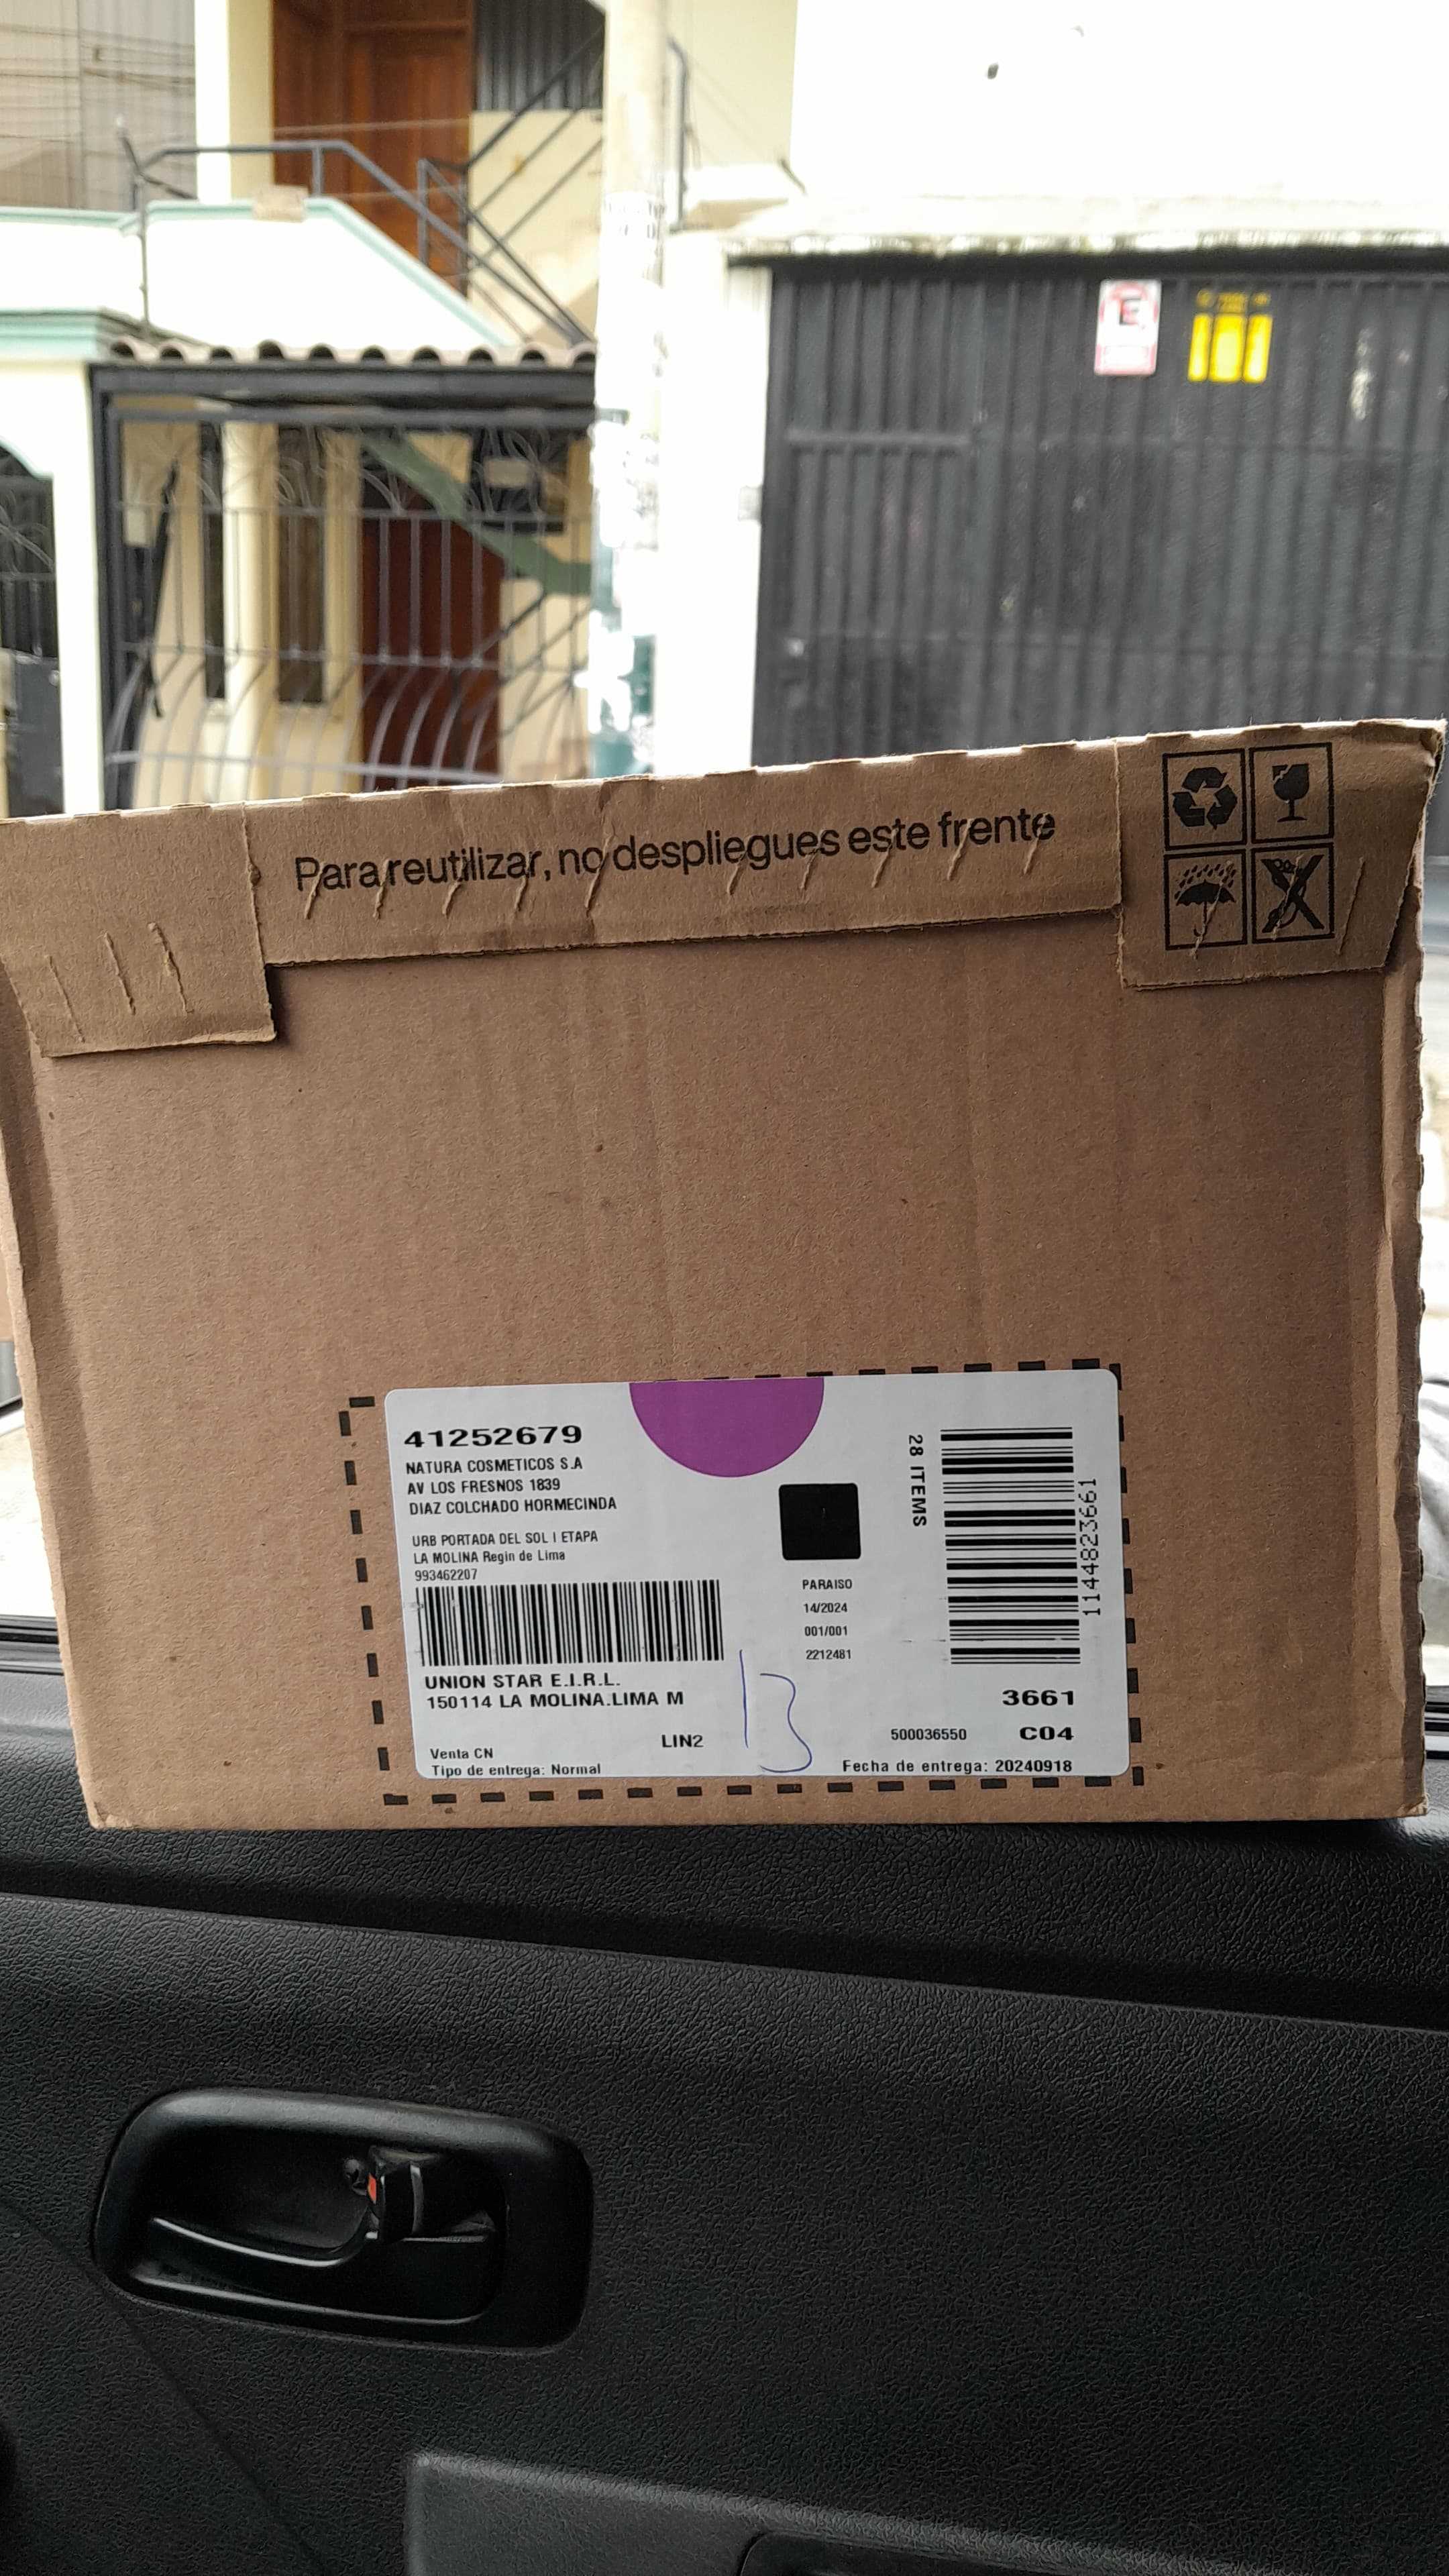 Para reutilizar, no despliegues este frente
41252679
NATURA COSMETICOS S.A
AV LOS FRESNOS 1839
DIAZ COLCHADO HORMECINDA
URB PORTADA DEL SOL I ETAPA
LA MOLINA Regin de Lima
993462207
UNION STAR E.I.R.L.
150114 LA MOLINA.LIMA M
LIN2
Venta CN
Tipo de entrega: Normal
13
PARAISO
14/2024
001/001
2212481
28 ITEMS
1144823661
3661
500036550 C04
Fecha de entrega: 20240918
E